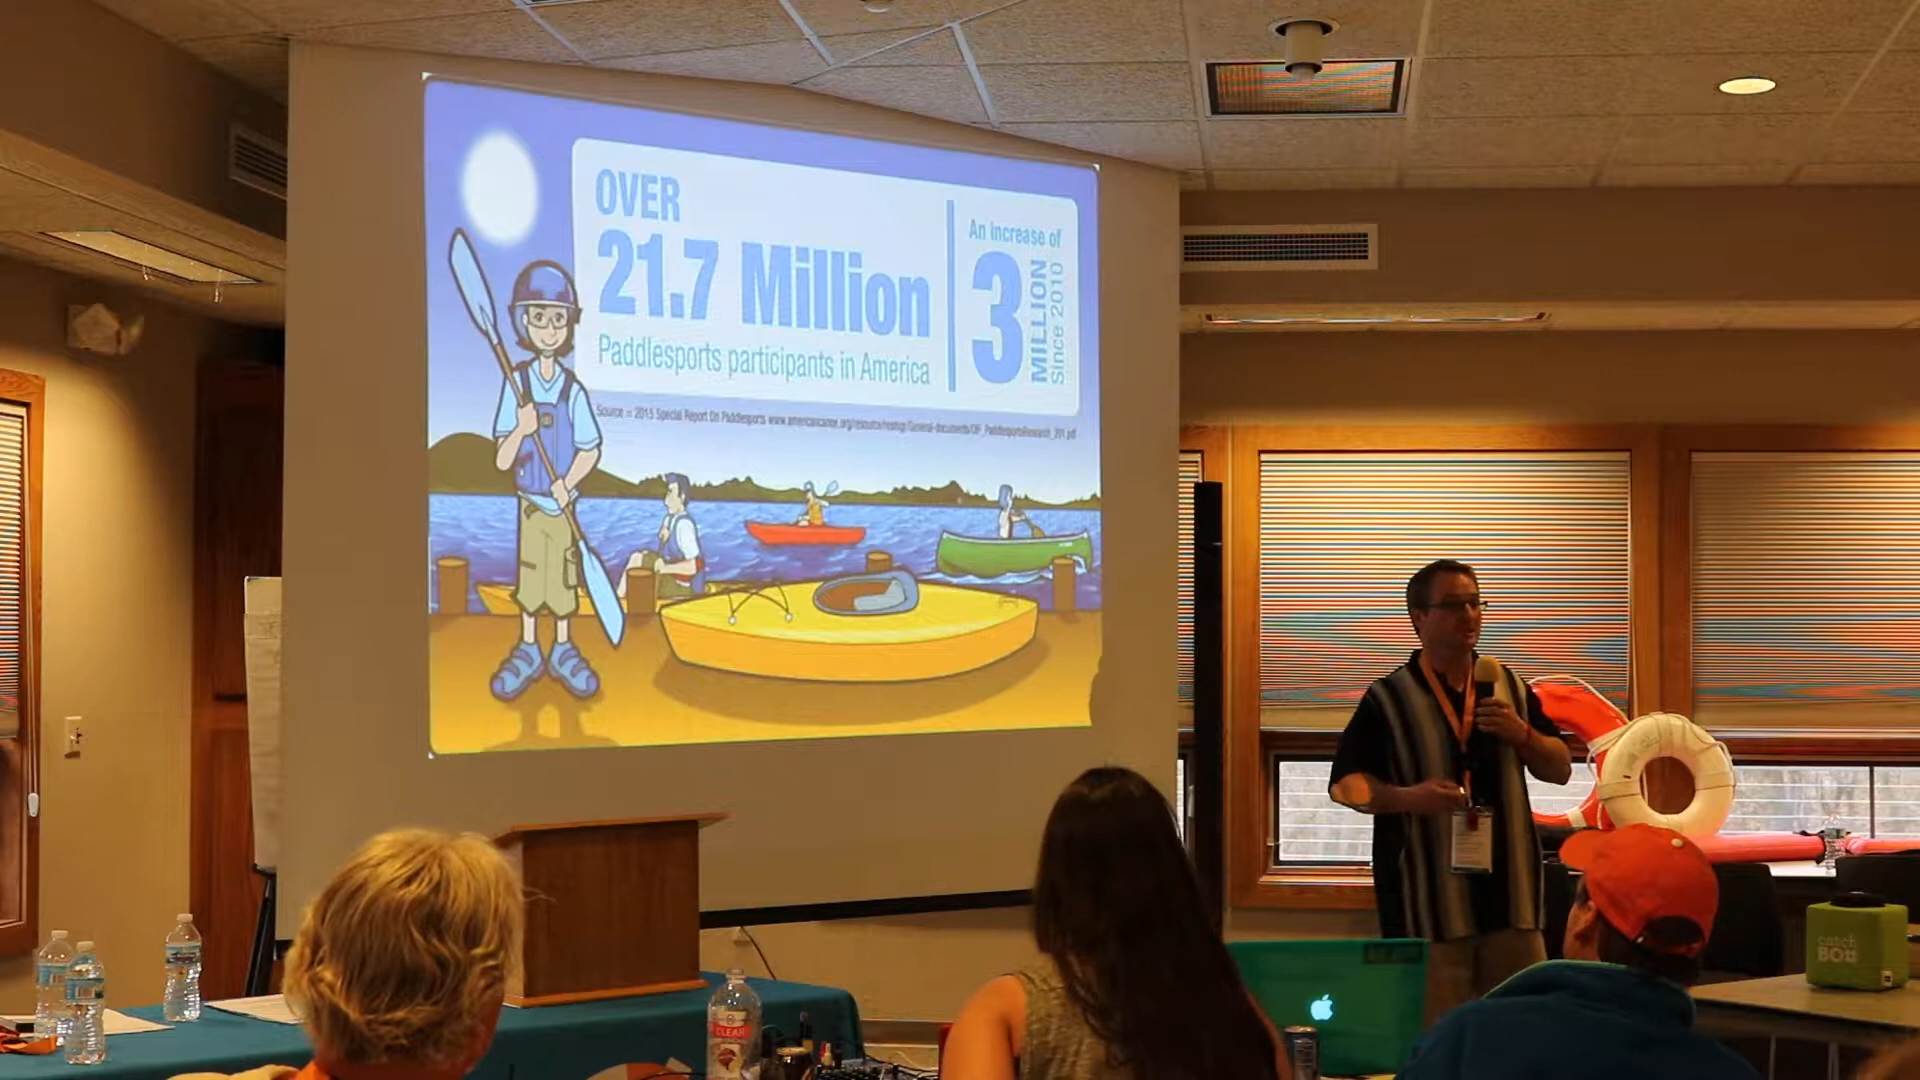 OVER
21.7 Million
Paddlesports participants in America
An increase of
3
MILLION
Since 2010
Source = 2015 Special Report On Paddlesports
CLEAR
catch
BOX